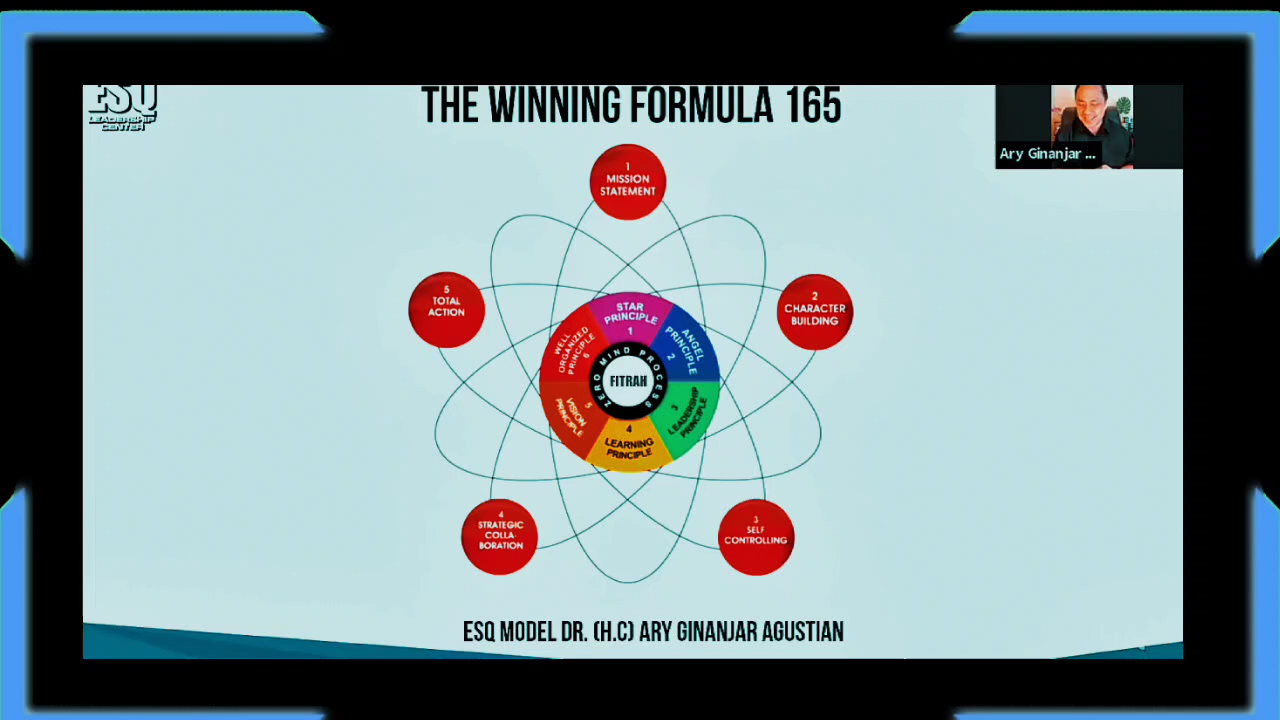 ESQ
LEADERSHIP
CENTER
THE WINNING FORMULA 165
Ary Ginanjar ...
1
MISSION
STATEMENT
2
CHARACTER
BUILDING
3
SELF
CONTROLLING
4
STRATEGIC
COLLA-
BORATION
5
TOTAL
ACTION
STAR
PRINCIPLE
1
ANGEL
PRINCIPLE
2
3
LEADERSHIP
PRINCIPLE
4
LEARNING
PRINCIPLE
5
VISION
PRINCIPLE
WELL
ORGANIZED
PRINCIPLE
6
ZERO MIND PROCESS
FITRAH
ESQ MODEL DR. (H.C) ARY GINANJAR AGUSTIAN